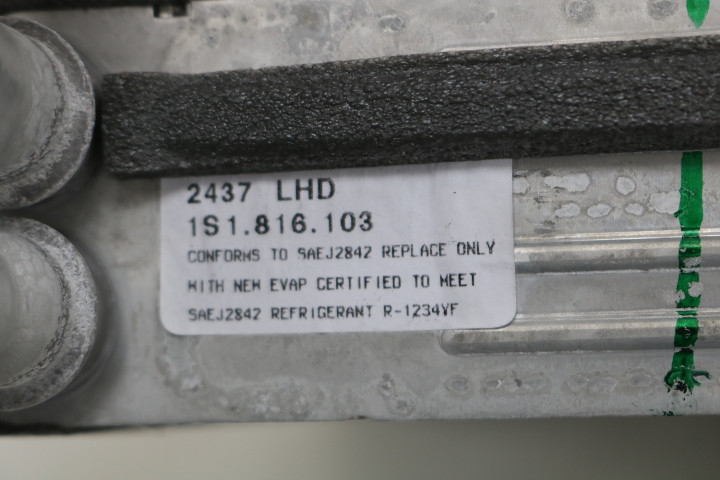 2437 LHD
1S1.816.103
CONFORMS TO SAEJ2842 REPLACE ONLY
WITH NEW EVAP CERTIFIED TO MEET
SAEJ2842 REFRIGERANT R-1234YF